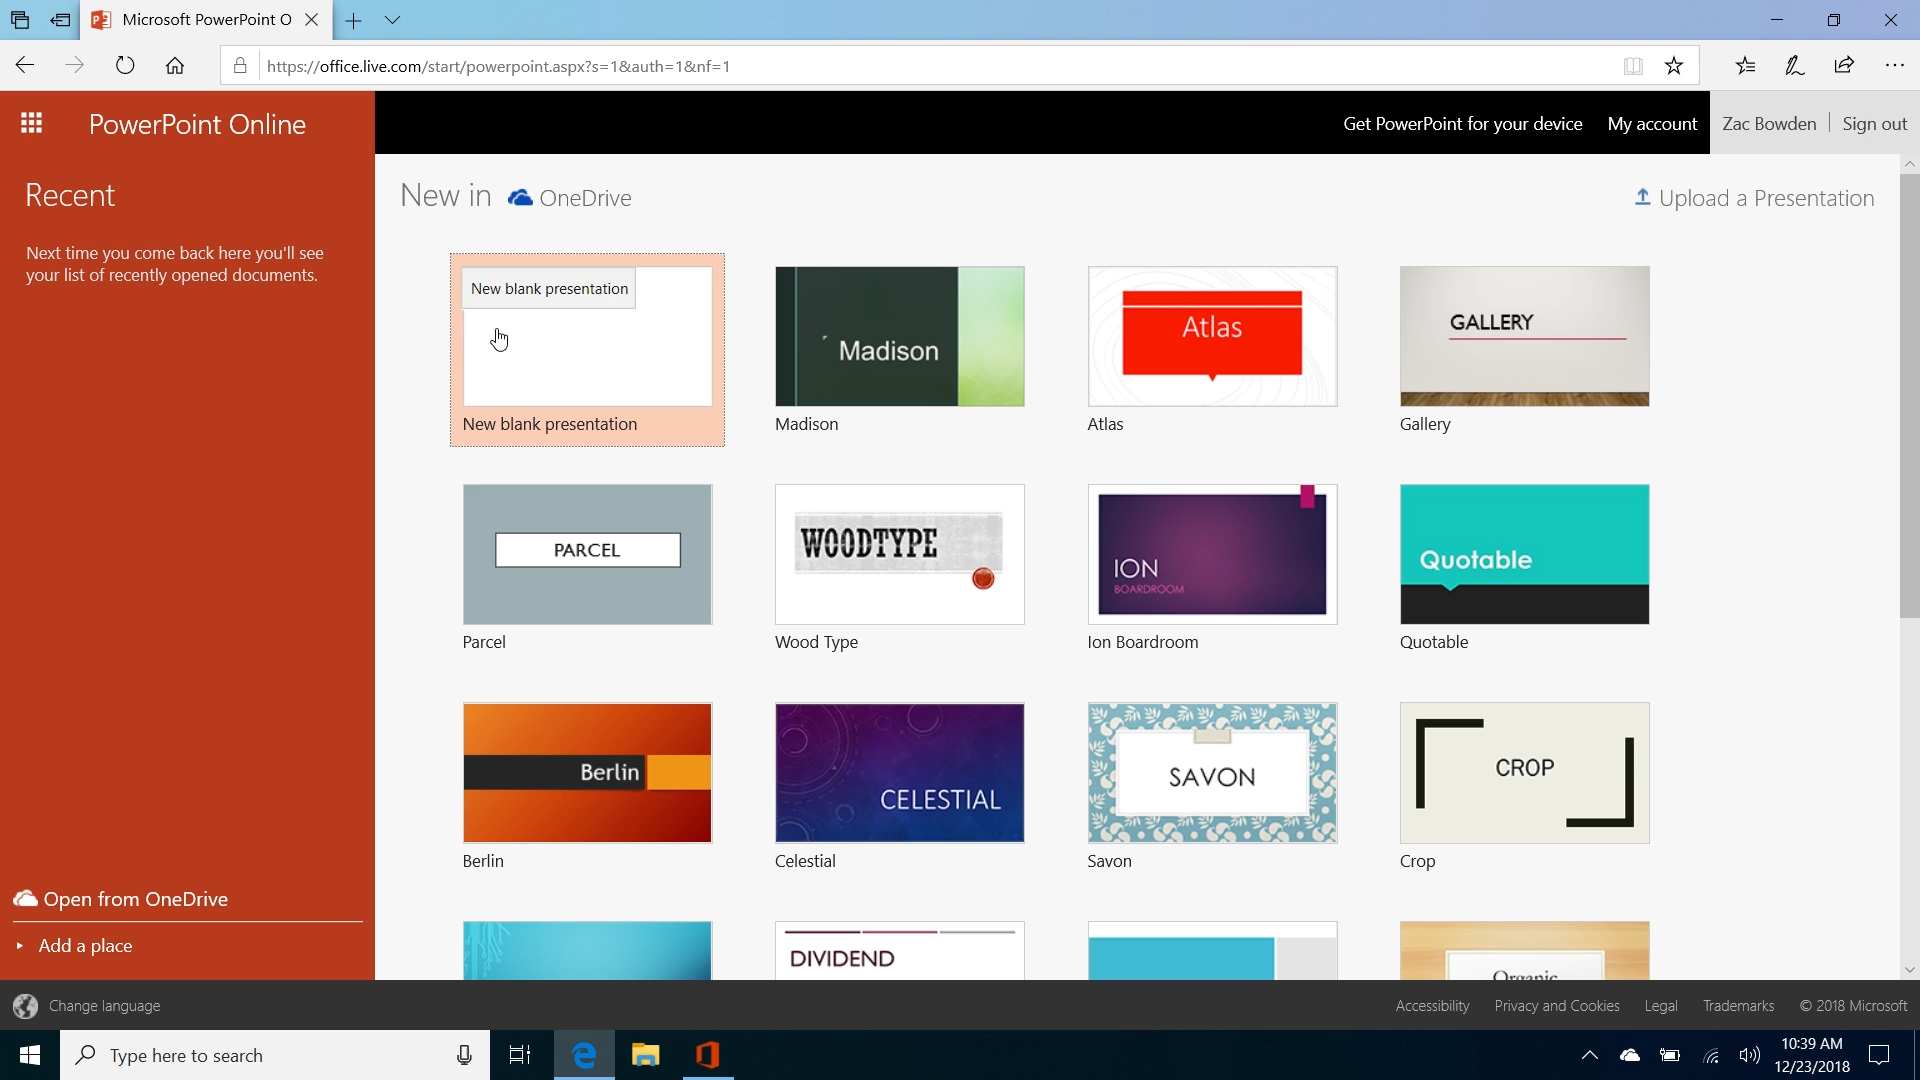 Microsoft PowerPoint O
https://office.live.com/start/powerpoint.aspx?s=1&auth=1&nf=1
PowerPoint Online
Get PowerPoint for your device
My account
Zac Bowden
Sign out
Recent
Next time you come back here you'll see
your list of recently opened documents.
New in OneDrive
Upload a Presentation
New blank presentation
New blank presentation
Madison
Madison
Atlas
Atlas
GALLERY
Gallery
PARCEL
Parcel
WOODTYPE
Wood Type
ION
BOARDROOM
Ion Boardroom
Quotable
Quotable
Berlin
Berlin
CELESTIAL
Celestial
SAVON
Savon
CROP
Crop
DIVIDEND
Organic
Open from OneDrive
Add a place
Change language
Accessibility
Privacy and Cookies
Legal
Trademarks
© 2018 Microsoft
Type here to search
10:39 AM
12/23/2018